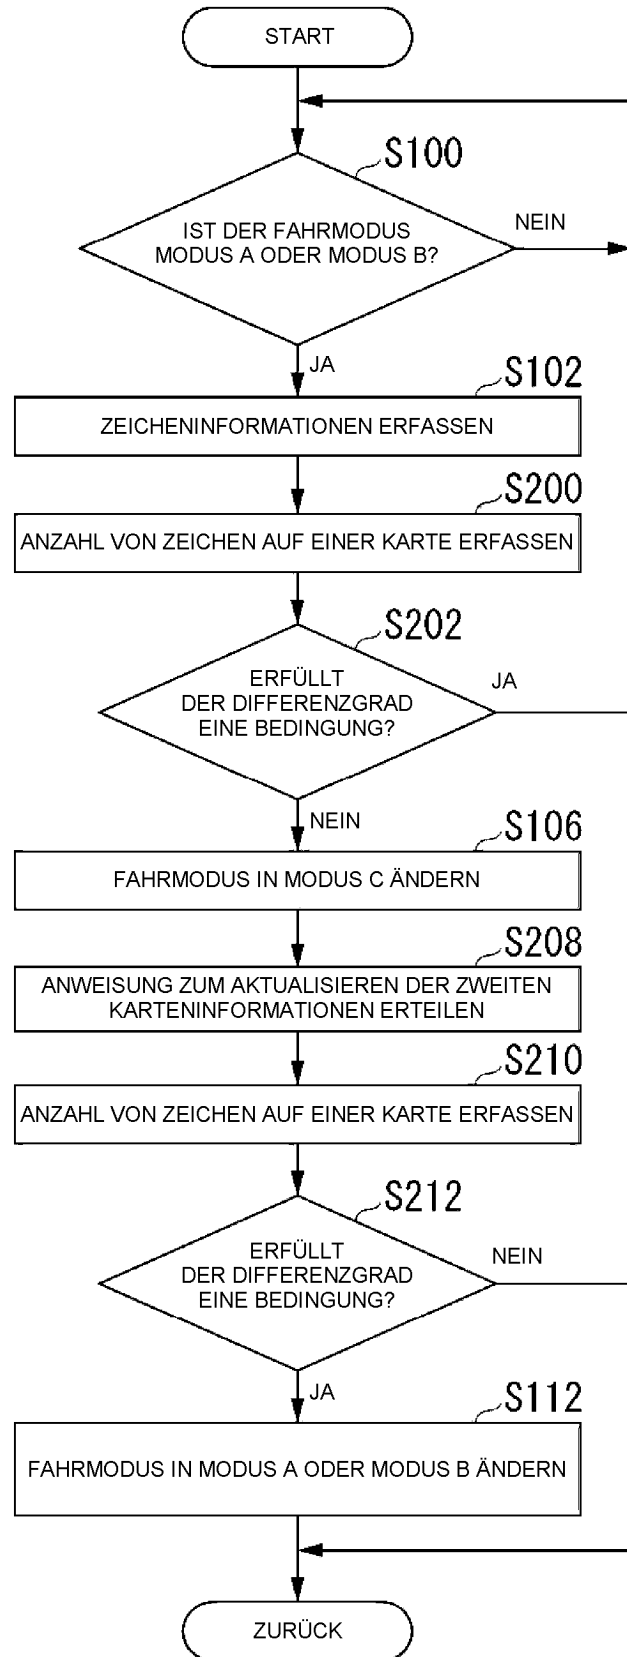 START
S100
IST DER FAHRMODUS
MODUS A ODER MODUS B?
NEIN
JA
S102
ZEICHENINFORMATIONEN ERFASSEN
S200
ANZAHL VON ZEICHEN AUF EINER KARTE ERFASSEN
S202
ERFÜLLT
DER DIFFERENZGRAD
EINE BEDINGUNG?
JA
NEIN
S106
FAHRMODUS IN MODUS C ÄNDERN
S208
ANWEISUNG ZUM AKTUALISIEREN DER ZWEITEN
KARTENINFORMATIONEN ERTEILEN
S210
ANZAHL VON ZEICHEN AUF EINER KARTE ERFASSEN
S212
ERFÜLLT
DER DIFFERENZGRAD
EINE BEDINGUNG?
NEIN
JA
S112
FAHRMODUS IN MODUS A ODER MODUS B ÄNDERN
ZURÜCK